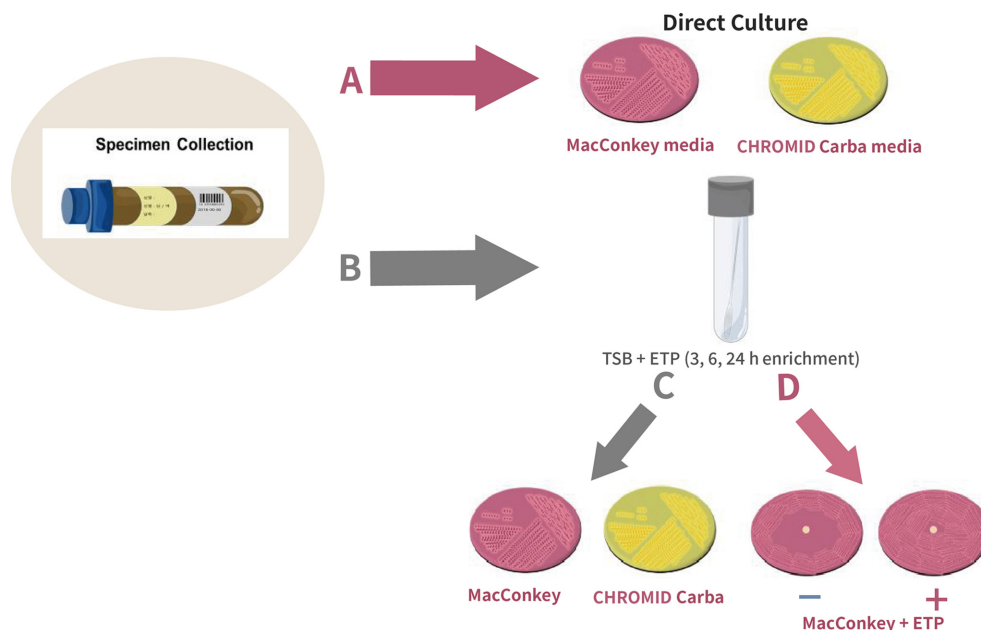 Direct Culture
A
MacConkey media
CHROMID Carba media
Specimen Collection
B
TSB + ETP (3, 6, 24 h enrichment)
C
D
MacConkey
CHROMID Carba
−
+
MacConkey + ETP